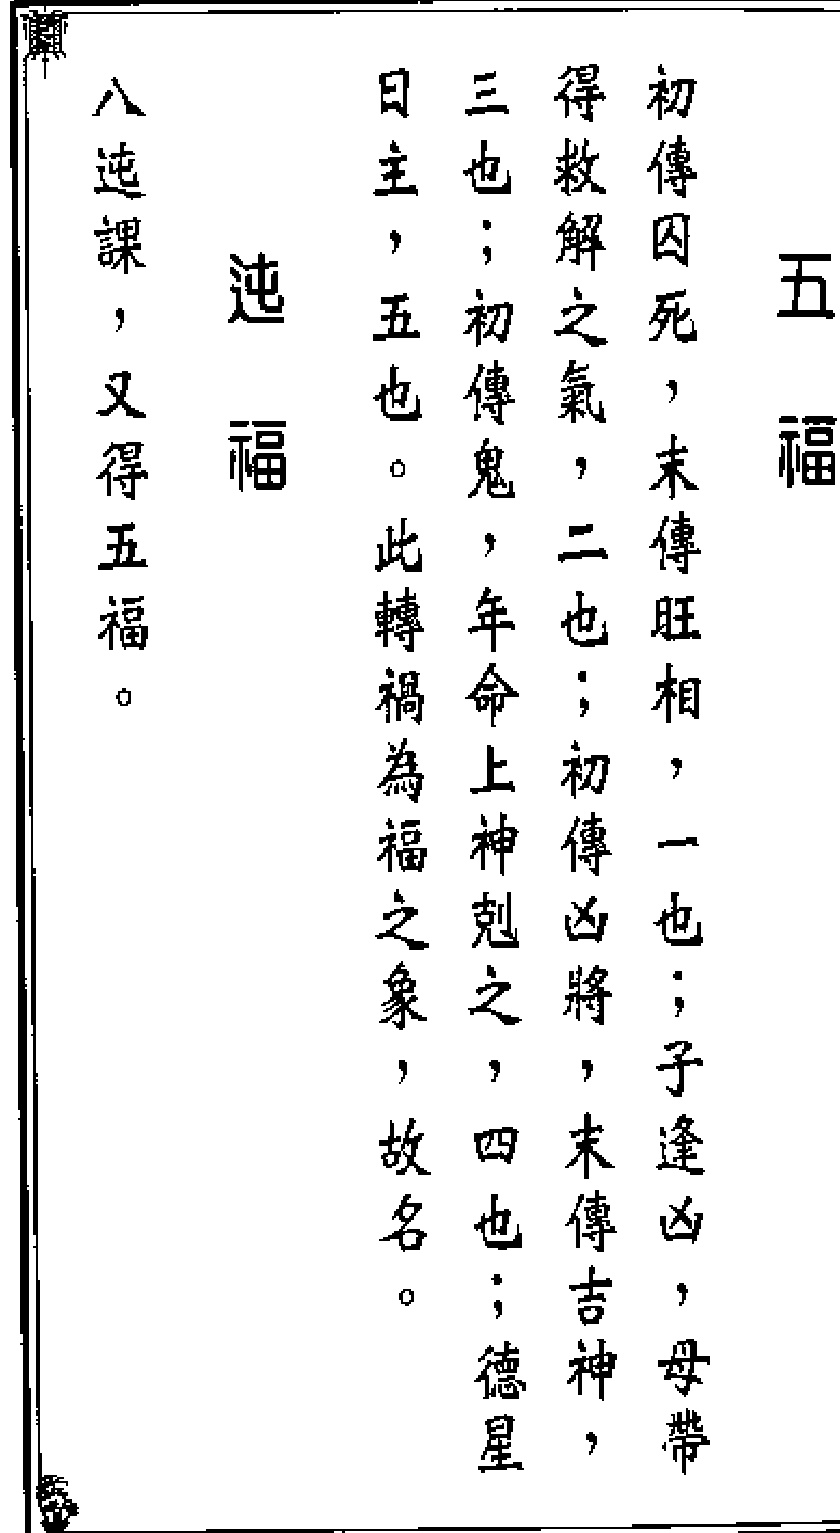 五福
初傳囚死，末傳旺相，一也；子逢凶，母帶
得救解之氣，二也；初傳凶將，末傳吉神，
三也；初傳鬼，年命上神剋之，四也；德星
日主，五也。此轉禍為福之象，故名。
迍福
八迍課，又得五福。